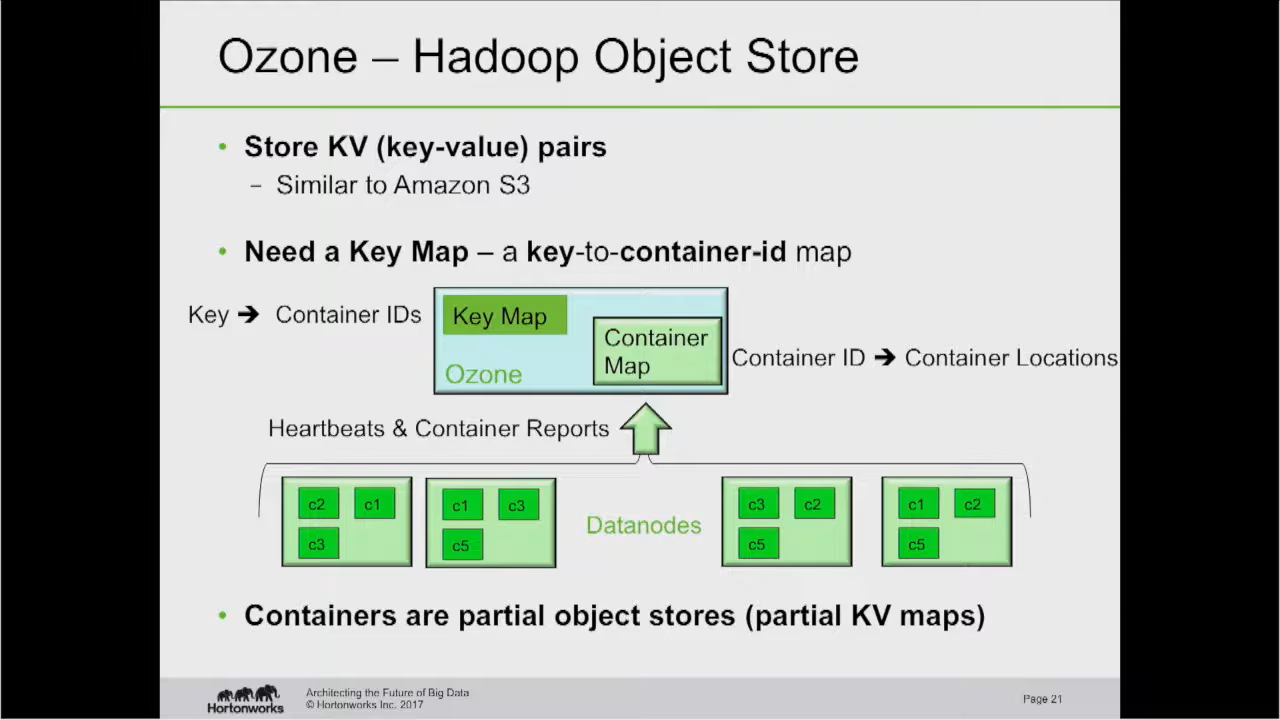 Ozone – Hadoop Object Store
• Store KV (key-value) pairs
– Similar to Amazon S3
• Need a Key Map – a key-to-container-id map
Key ➔ Container IDs
Key Map
Container
Map
Ozone
Container ID ➔ Container Locations
Heartbeats & Container Reports
c2 c1
c3
c1 c3
c5
Datanodes
c3 c2
c5
c1 c2
c5
• Containers are partial object stores (partial KV maps)
Hortonworks
Architecting the Future of Big Data
© Hortonworks Inc. 2017
Page 21